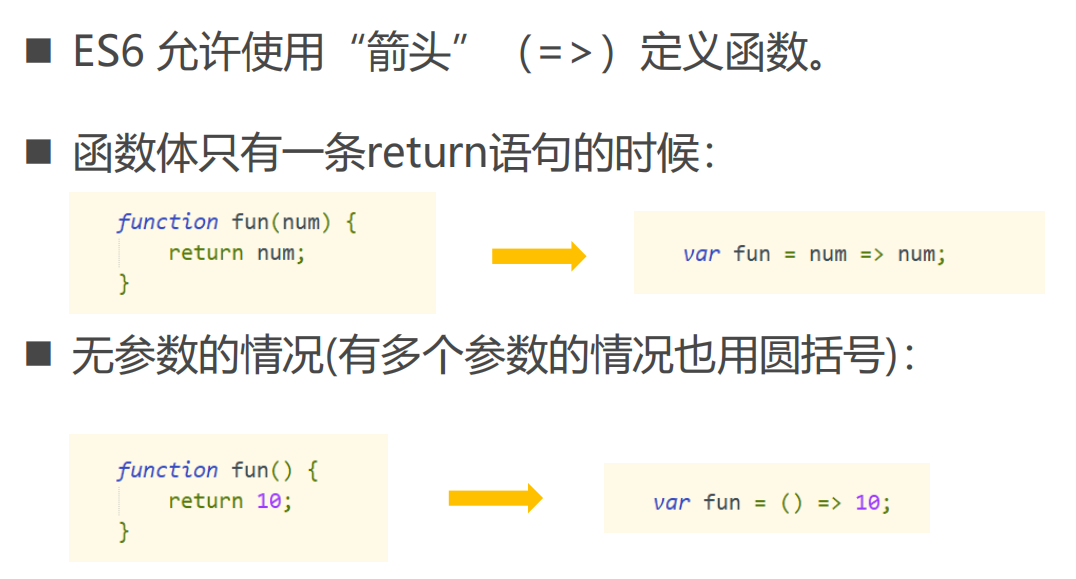 ■ ES6 允许使用“箭头”（=>）定义函数。
■ 函数体只有一条return语句的时候：
function fun(num) {
    return num;
}
var fun = num => num;
■ 无参数的情况(有多个参数的情况也用圆括号)：
function fun() {
    return 10;
}
var fun = () => 10;